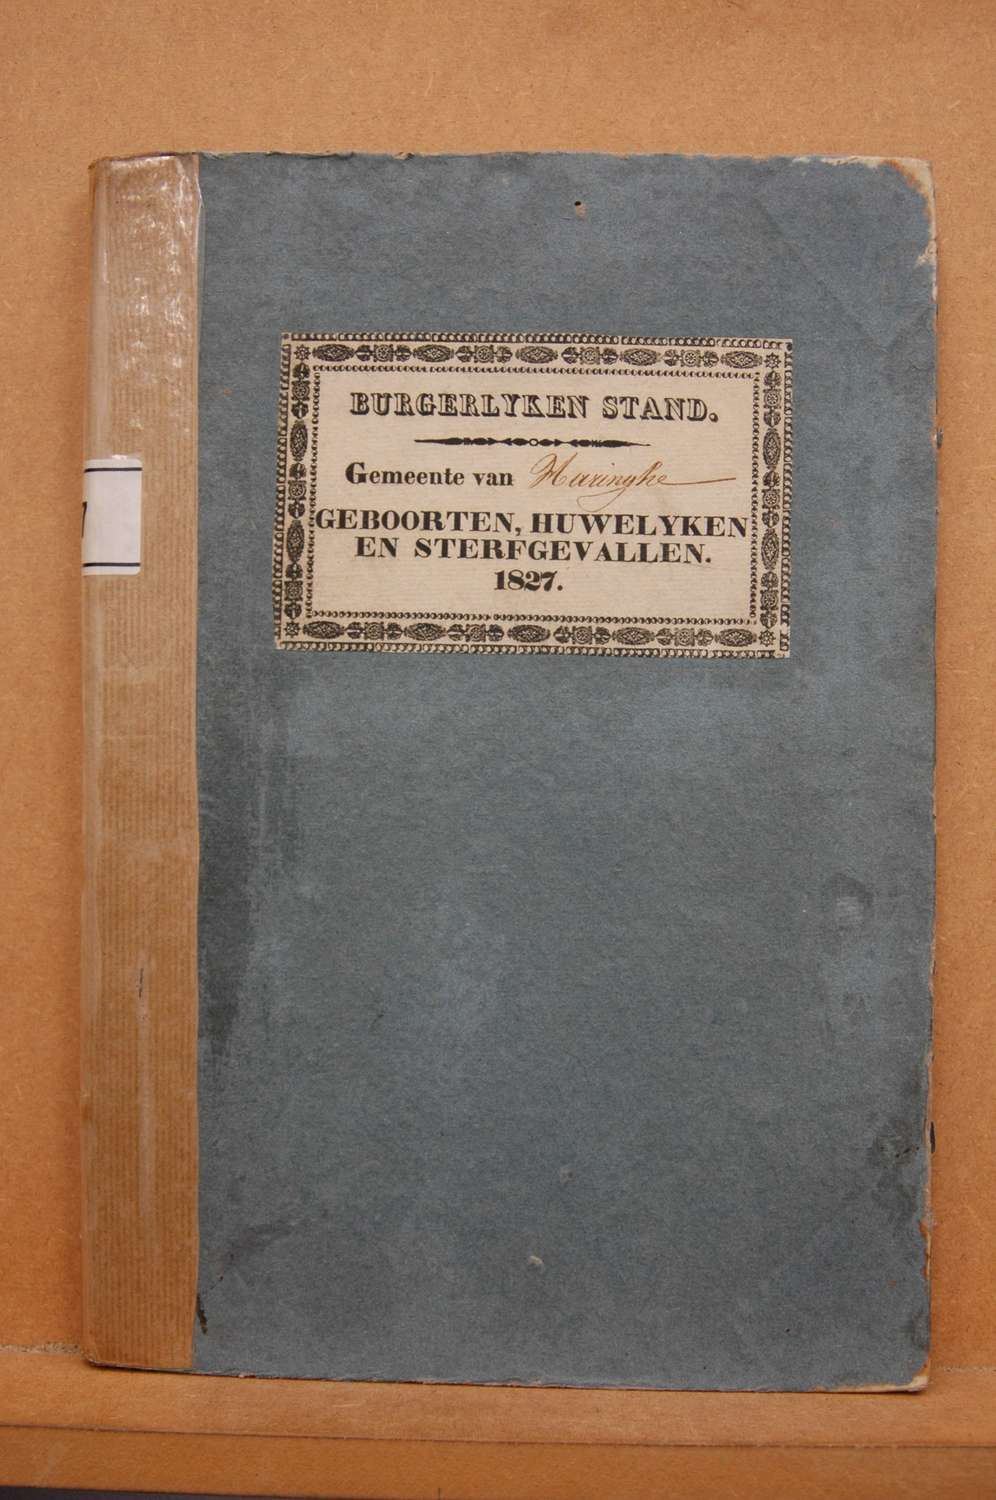 BURGERLYKEN STAND.
Gemeente van Haringhe
GEBOORTEN, HUWELYKEN
EN STERFGEVALLEN.
1827.